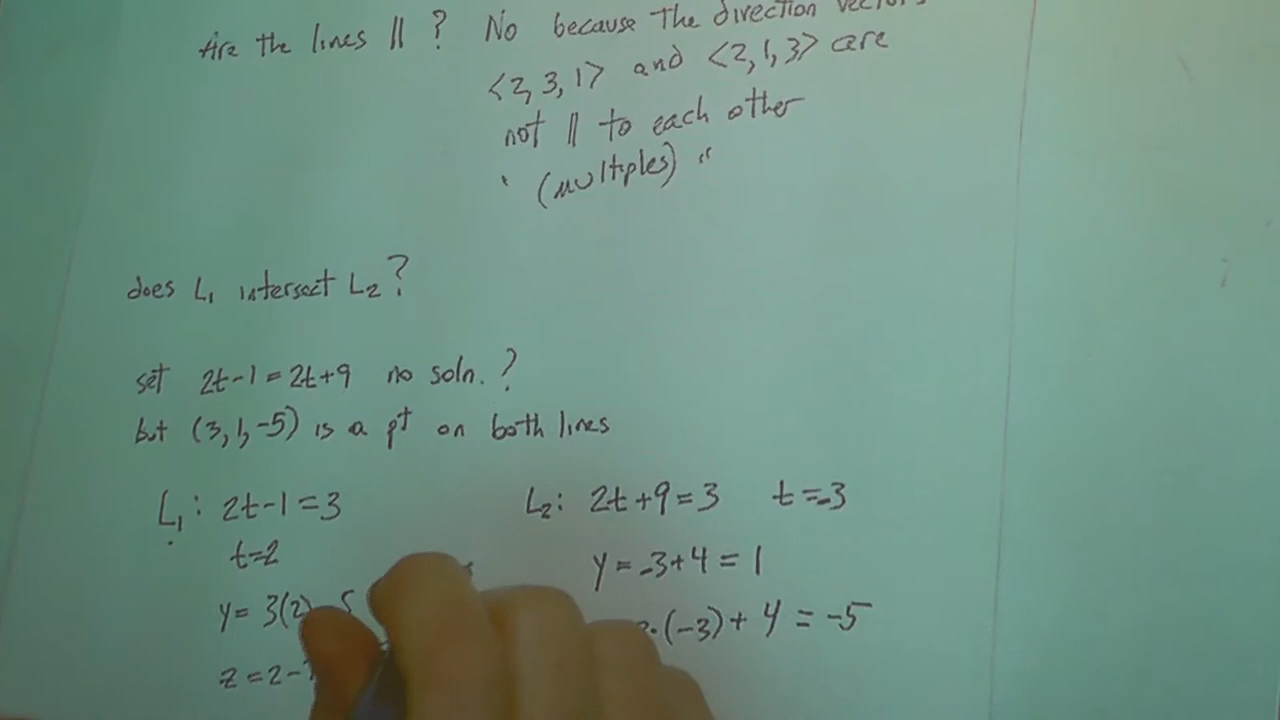 Are the lines || ? No because the direction vectors
<2, 3, 1> and <2, 1, 3> are
not || to each other
" (multiples) "
does L₁ intersect L₂?
set 2t-1=2t+9 no soln. ?
but (3, 1, -5) is a pt on both lines
L₁: 2t-1=3 L₂: 2t+9=3 t=-3
t=2 y=-3+4=1
y=3(2)-5 ·(-3)+4=-5
z=2-